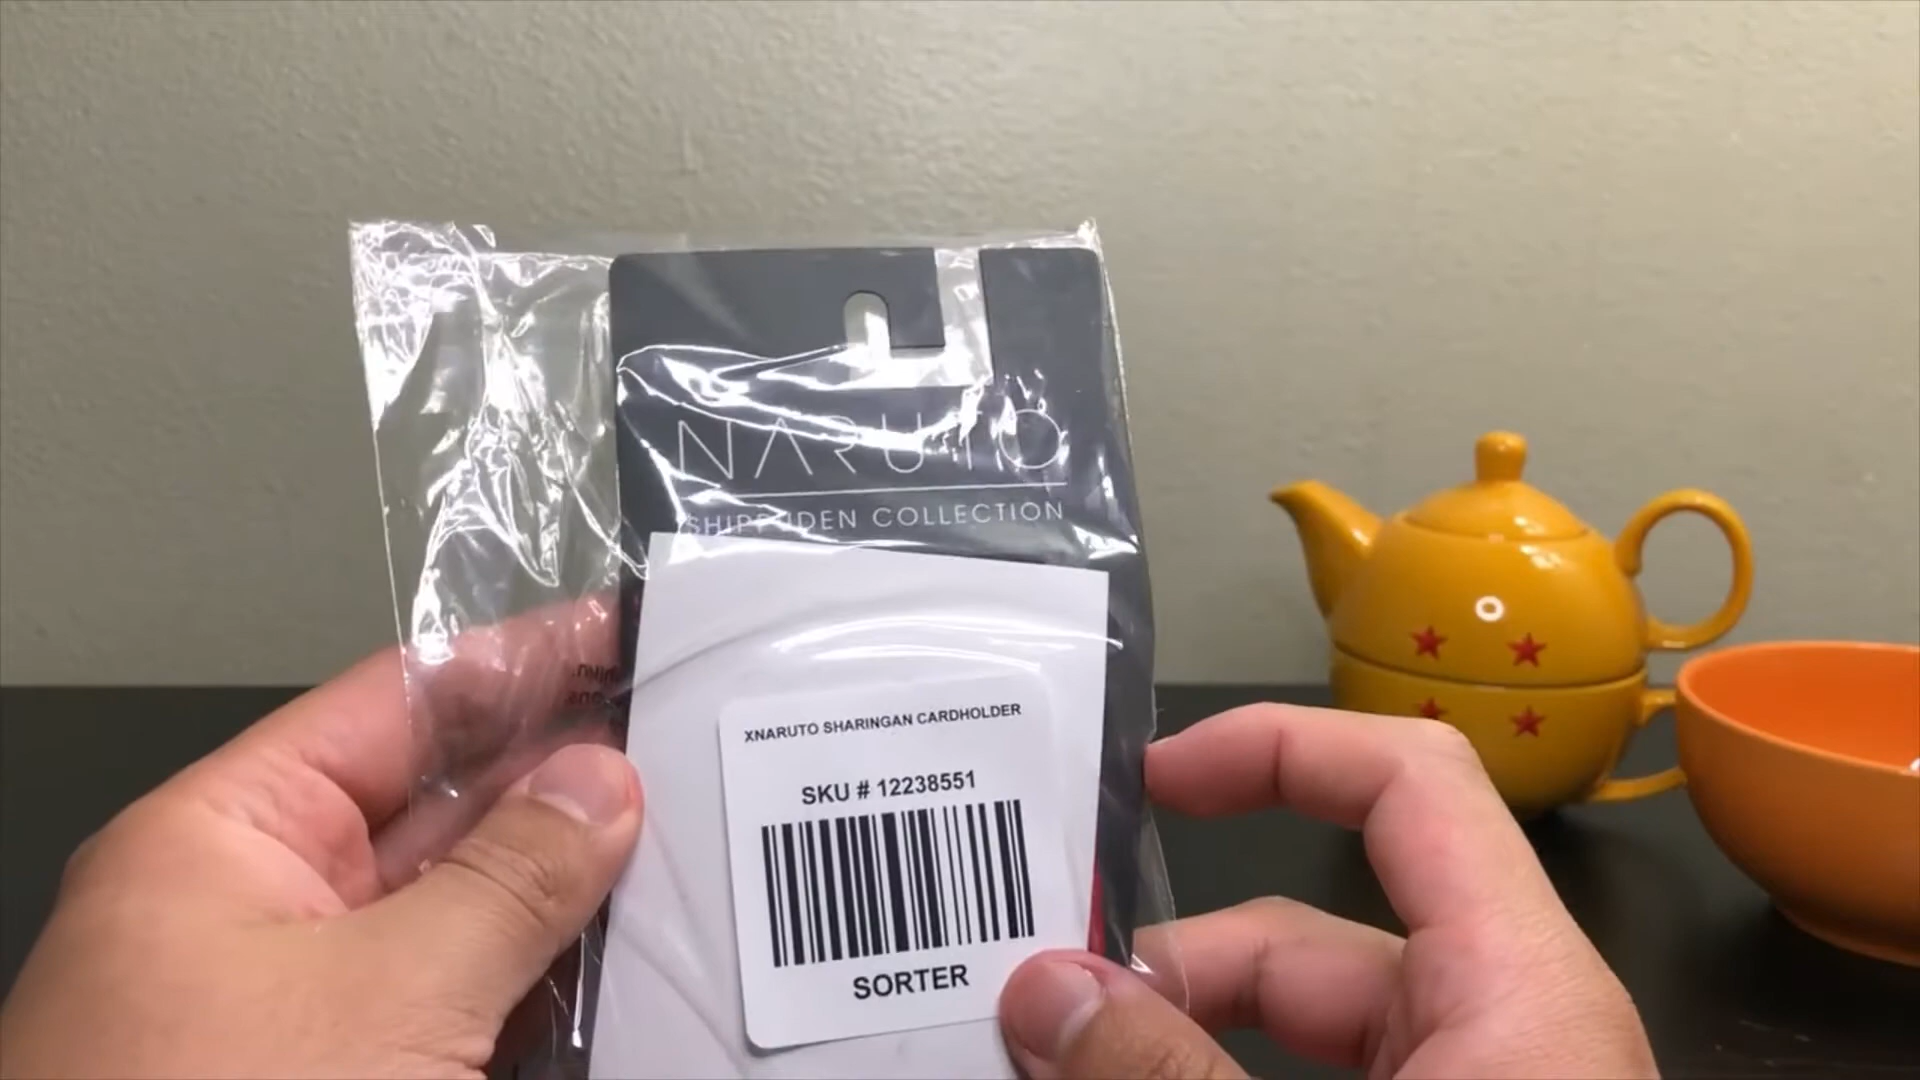 NARUTO
SHIPPUDEN COLLECTION
XNARUTO SHARINGAN CARDHOLDER
SKU # 12238551
SORTER